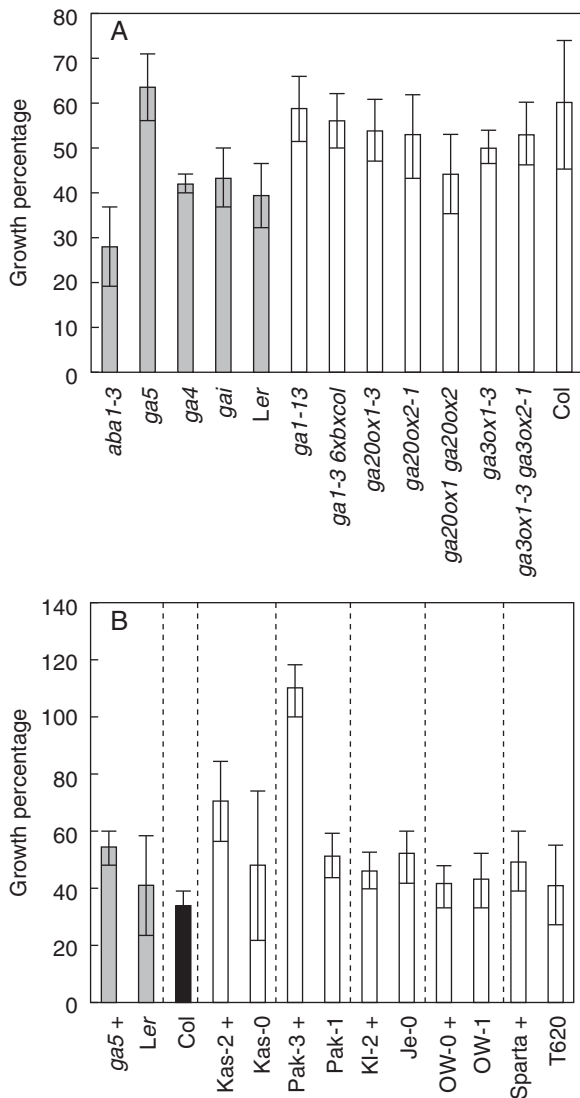 A
80
70
60
50
40
30
20
10
0
Growth percentage
aba1-3
ga5
ga4
gai
Ler
ga1-13
ga1-3 6xbxcol
ga20ox1-3
ga20ox2-1
ga20ox1 ga20ox2
ga3ox1-3
ga3ox1-3 ga3ox2-1
Col
B
140
120
100
80
60
40
20
0
Growth percentage
ga5 +
Ler
Col
Kas-2 +
Kas-0
Pak-3 +
Pak-1
Kl-2 +
Je-0
OW-0 +
OW-1
Sparta +
T620